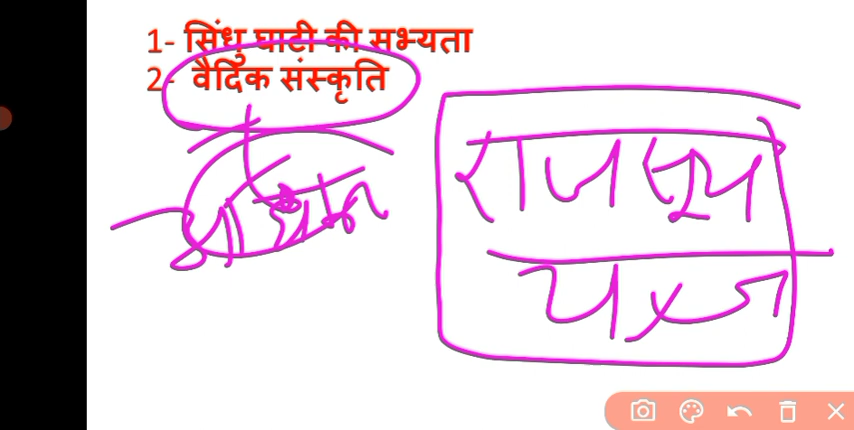 1- सिंधु घाटी की सभ्यता
2- वैदिक संस्कृति
राजसूय
यज्ञ